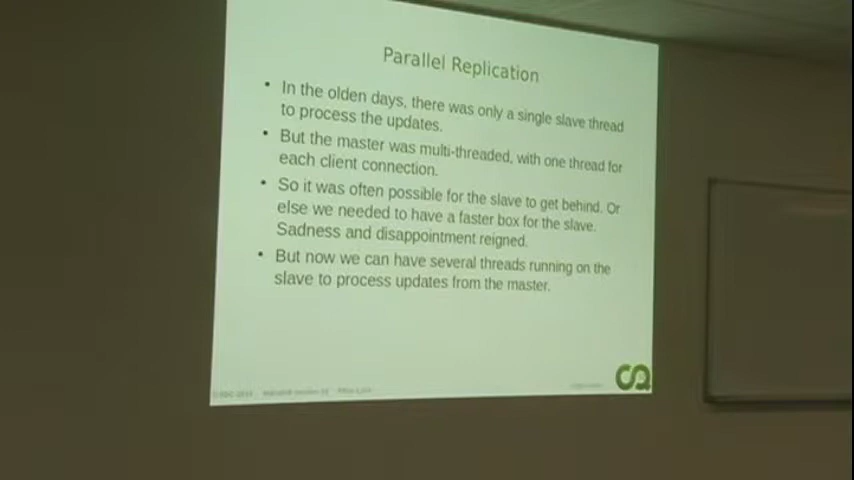 Parallel Replication
• In the olden days, there was only a single slave thread
to process the updates.
• But the master was multi-threaded, with one thread for
each client connection.
• So it was often possible for the slave to get behind. Or
else we needed to have a faster box for the slave.
Sadness and disappointment reigned.
• But now we can have several threads running on the
slave to process updates from the master.